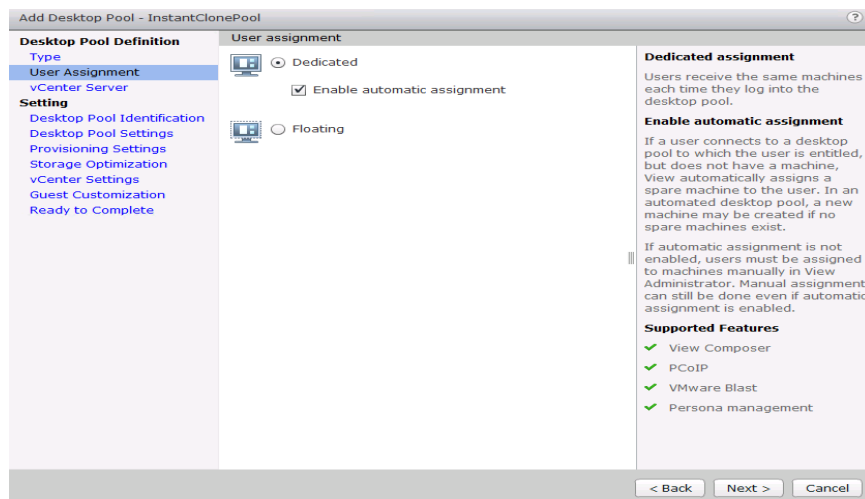 Add Desktop Pool - InstantClonePool
?
Desktop Pool Definition
Type
User Assignment
vCenter Server
Setting
Desktop Pool Identification
Desktop Pool Settings
Provisioning Settings
Storage Optimization
vCenter Settings
Guest Customization
Ready to Complete
User assignment
Dedicated
Enable automatic assignment
Floating
Dedicated assignment
Users receive the same machines
each time they log into the
desktop pool.
Enable automatic assignment
If a user connects to a desktop
pool to which the user is entitled,
but does not have a machine,
View automatically assigns a
spare machine to the user. In an
automated desktop pool, a new
machine may be created if no
spare machines exist.
If automatic assignment is not
enabled, users must be assigned
to machines manually in View
Administrator. Manual assignment
can still be done even if automatic
assignment is enabled.
Supported Features
View Composer
PCoIP
VMware Blast
Persona management
< Back
Next >
Cancel